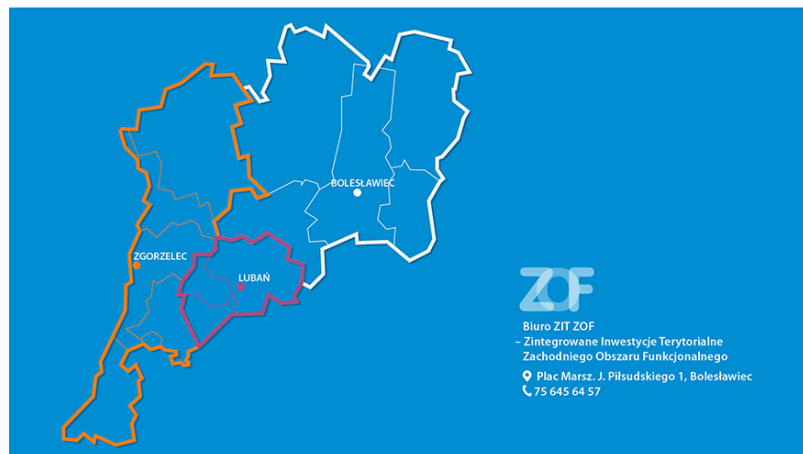 BOLESŁAWIEC
ZGORZELEC
LUBAŃ
ZOF
Biuro ZIT ZOF
– Zintegrowane Inwestycje Terytorialne
Zachodniego Obszaru Funkcjonalnego
Plac Marsz. J. Piłsudskiego 1, Bolesławiec
75 645 64 57